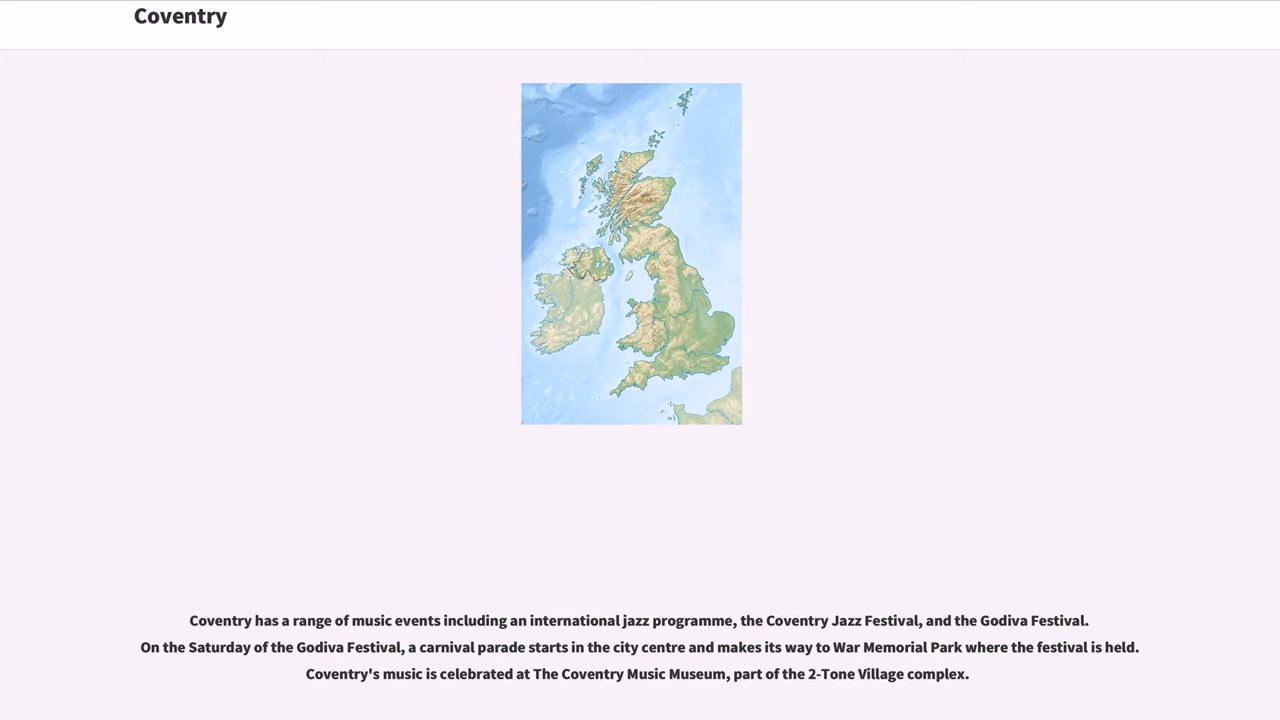 Coventry
Coventry has a range of music events including an international jazz programme, the Coventry Jazz Festival, and the Godiva Festival.
On the Saturday of the Godiva Festival, a carnival parade starts in the city centre and makes its way to War Memorial Park where the festival is held.
Coventry's music is celebrated at The Coventry Music Museum, part of the 2-Tone Village complex.